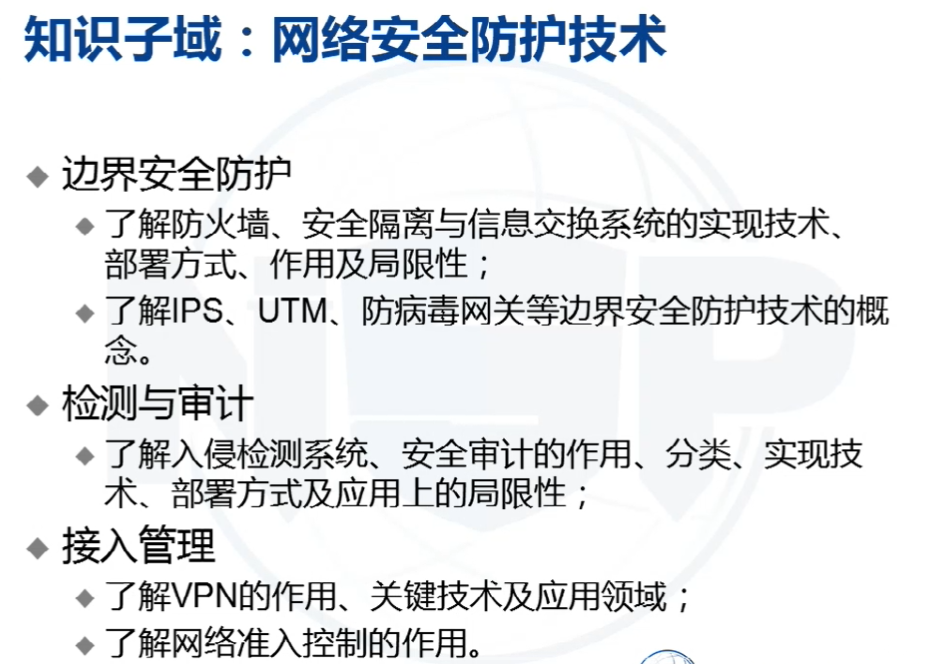 知识子域：网络安全防护技术
边界安全防护
了解防火墙、安全隔离与信息交换系统的实现技术、
部署方式、作用及局限性；
了解IPS、UTM、防病毒网关等边界安全防护技术的概
念。
检测与审计
了解入侵检测系统、安全审计的作用、分类、实现技
术、部署方式及应用上的局限性；
接入管理
了解VPN的作用、关键技术及应用领域；
了解网络准入控制的作用。